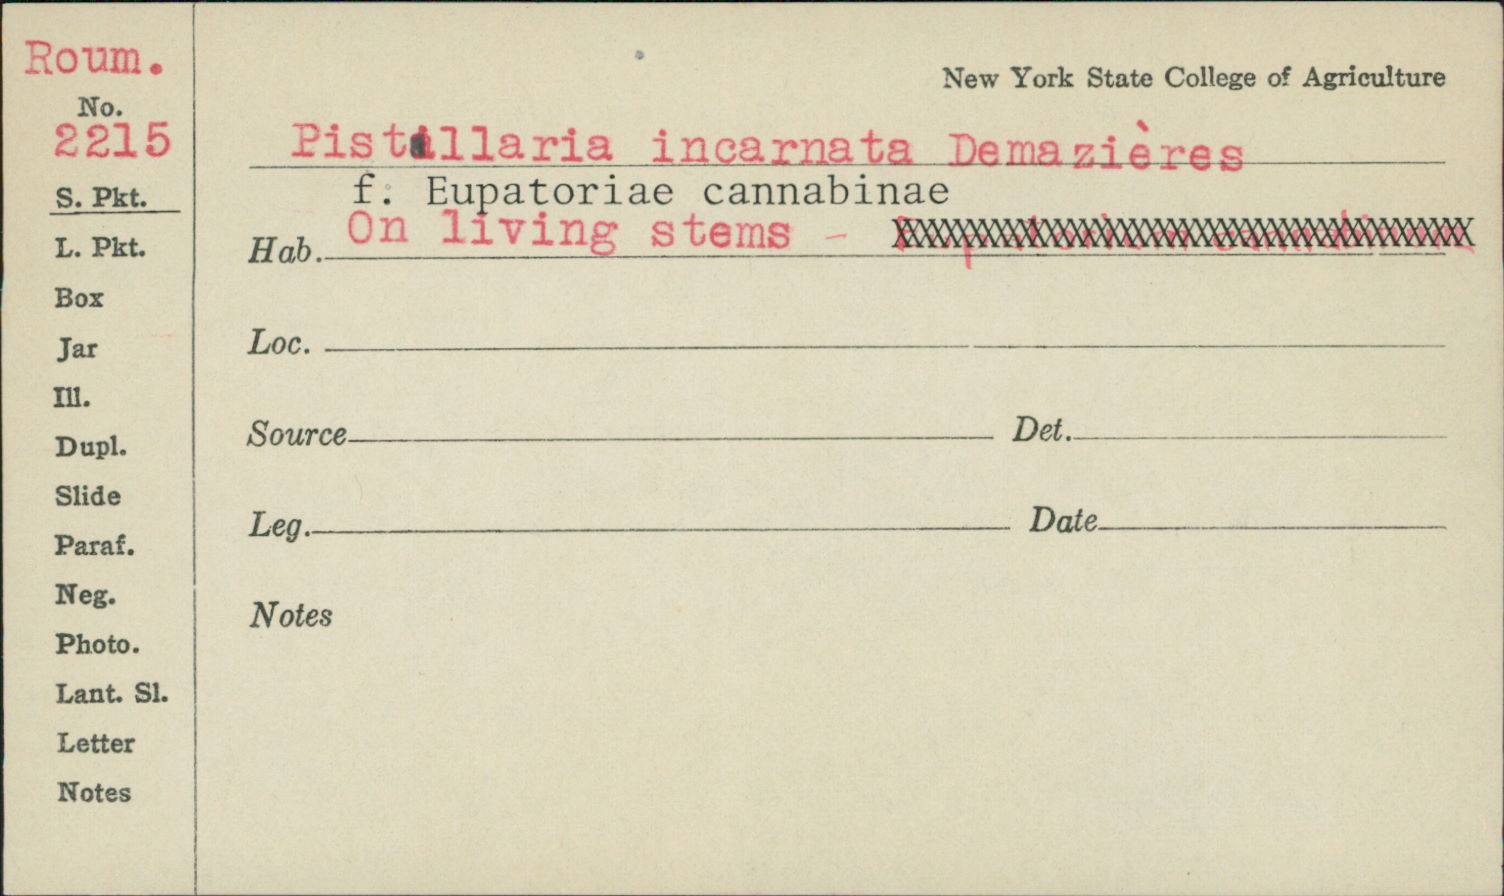 Roum.
No.
2215
S. Pkt.
L. Pkt.
Box
Jar
Ill.
Dupl.
Slide
Paraf.
Neg.
Photo.
Lant. Sl.
Letter
Notes
New York State College of Agriculture
Pistillaria incarnata Demazières
f. Eupatoriae cannabinae
Hab. On living stems -
Loc.
Source Det.
Leg. Date
Notes